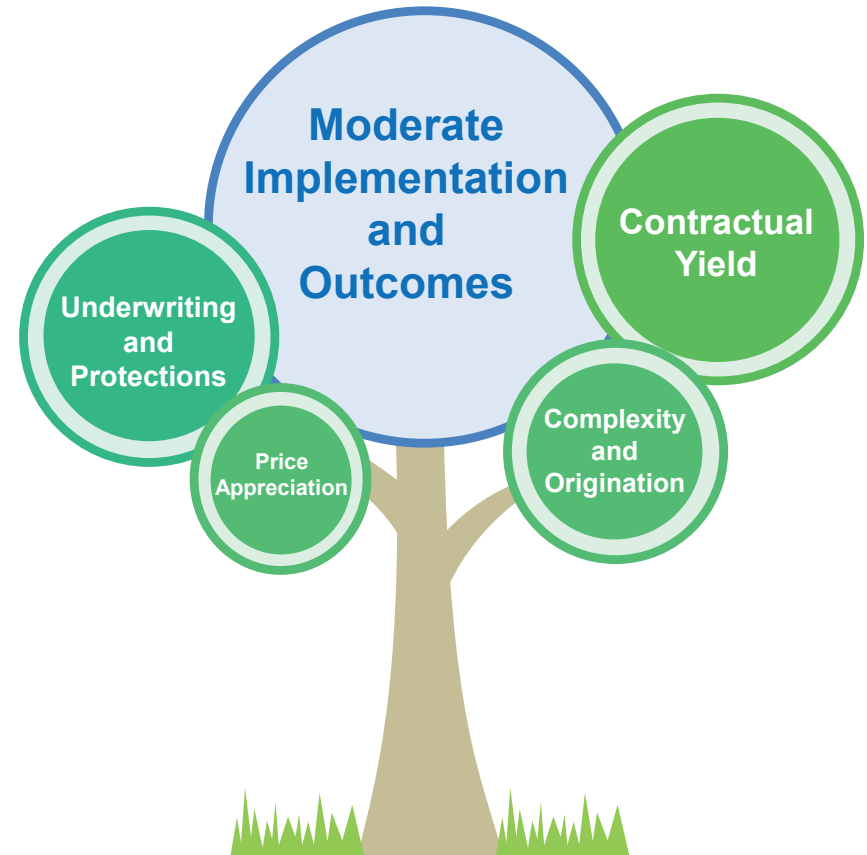 Moderate
Implementation
and
Outcomes
Contractual
Yield
Underwriting
and
Protections
Complexity
and
Origination
Price
Appreciation